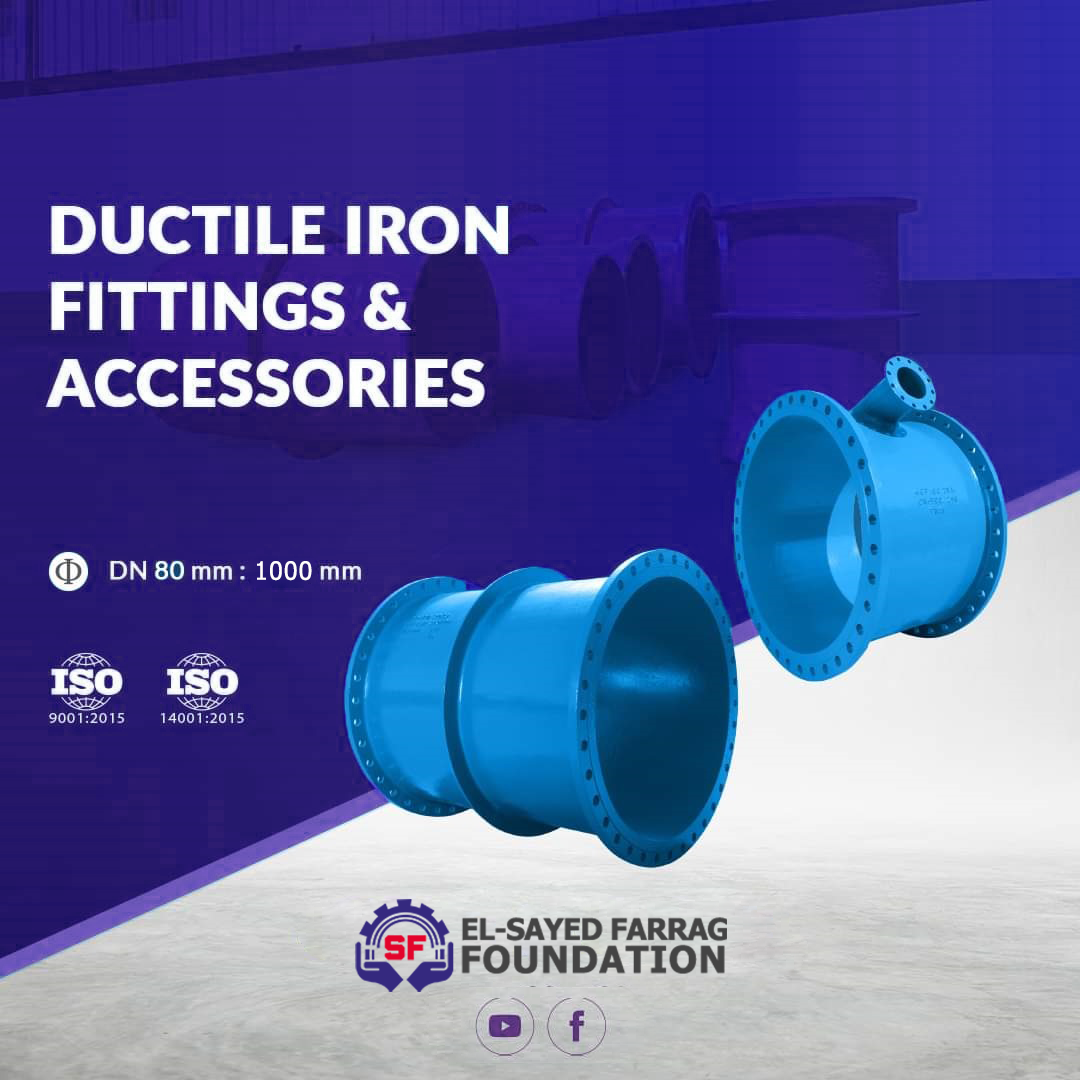 DUCTILE IRON
FITTINGS &
ACCESSORIES
Φ DN 80 mm : 1000 mm
ISO
9001:2015
ISO
14001:2015
SF
EL-SAYED FARRAG
FOUNDATION